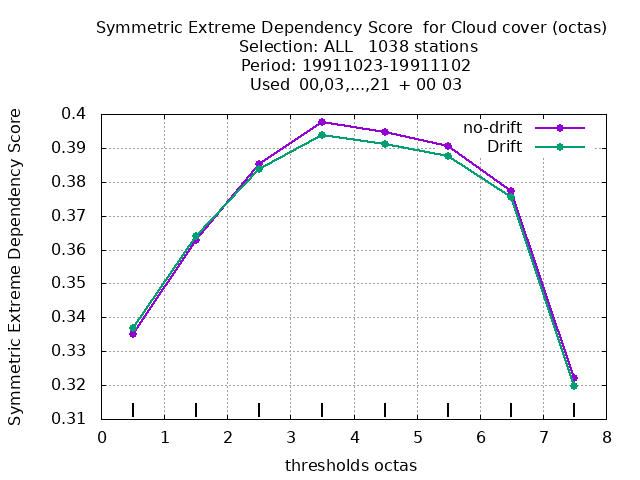 Symmetric Extreme Dependency Score  for Cloud cover (octas)
Selection: ALL   1038 stations
Period: 19911023-19911102
Used  00,03,...,21  + 00 03
Symmetric Extreme Dependency Score
0.4
0.39
0.38
0.37
0.36
0.35
0.34
0.33
0.32
0.31
no-drift
Drift
0 1 2 3 4 5 6 7 8
thresholds octas